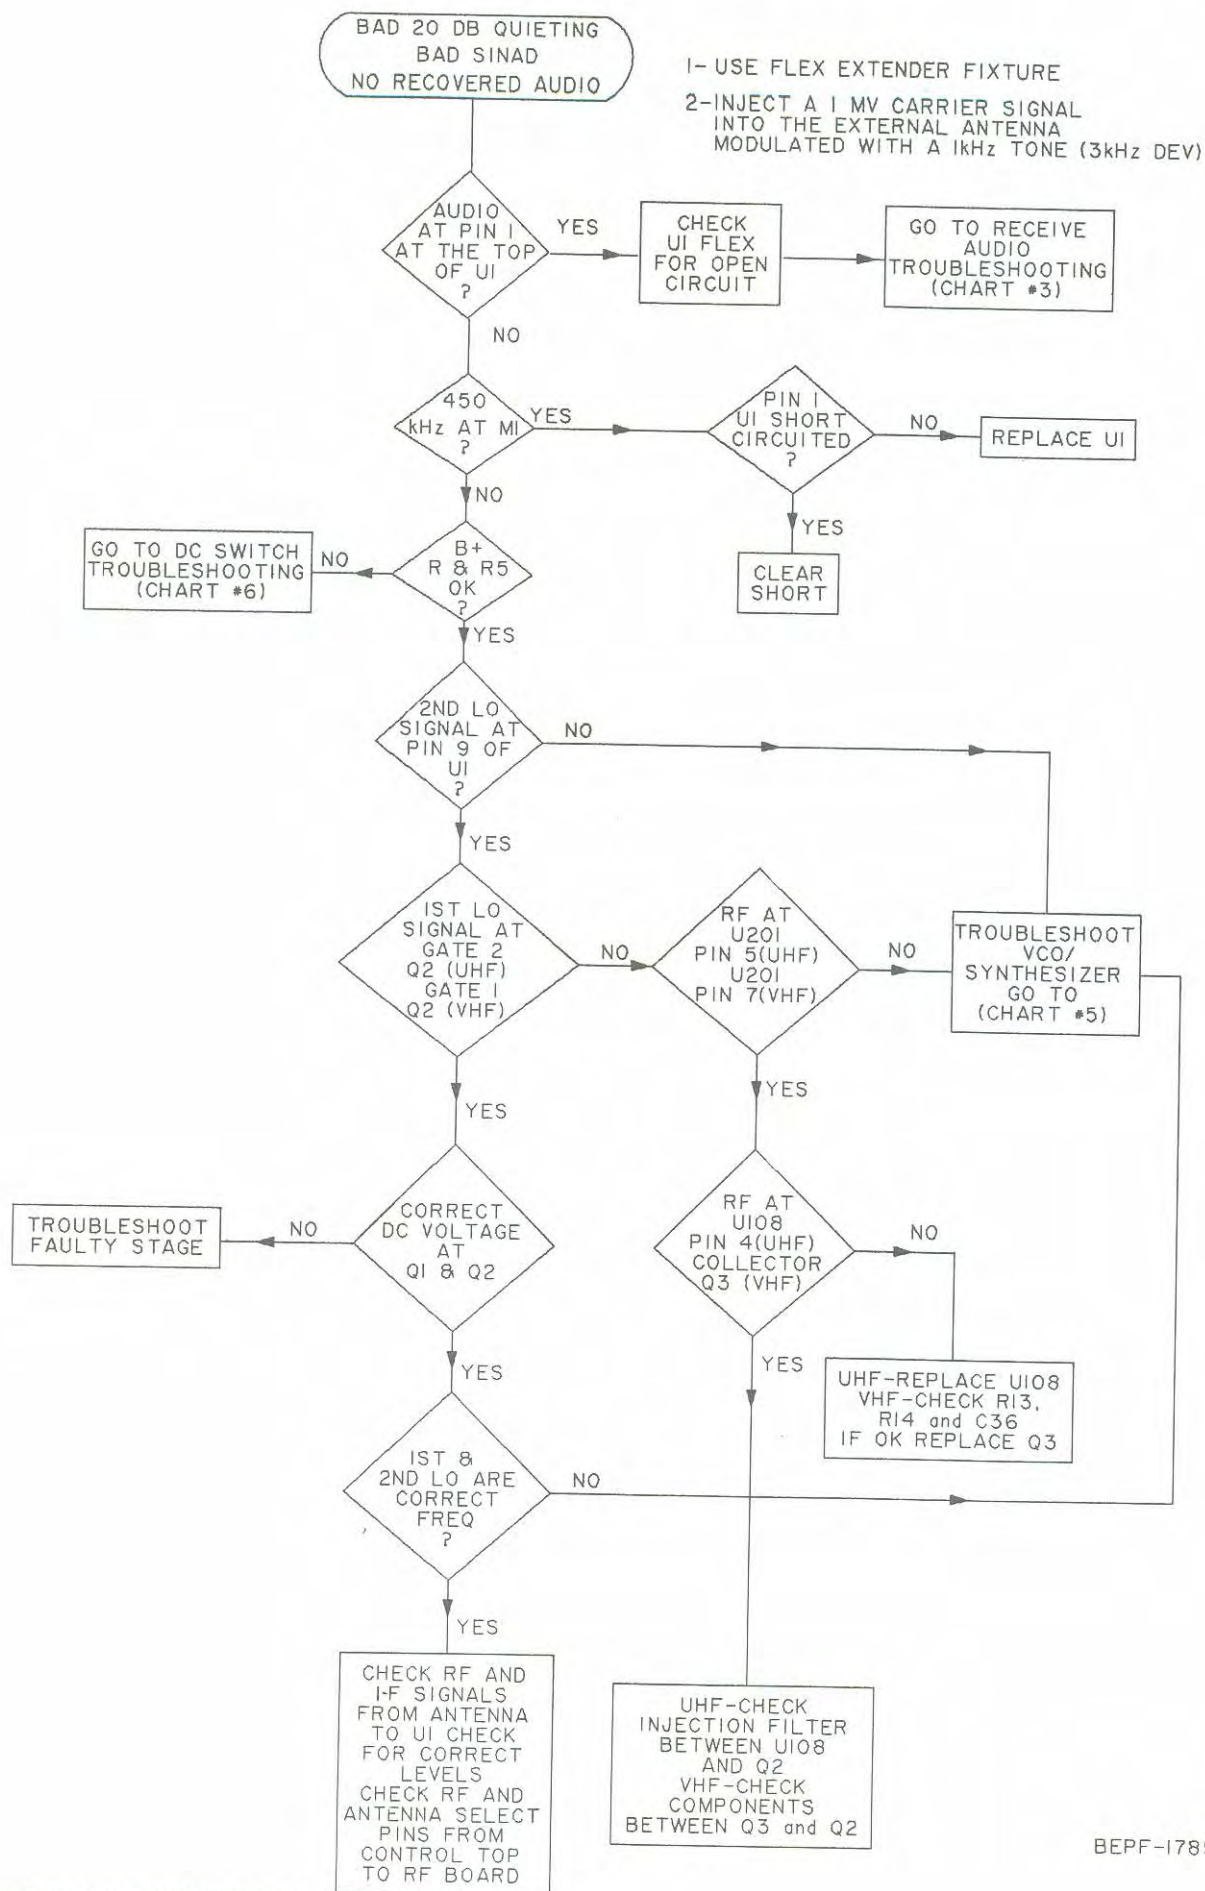 BAD 20 DB QUIETING
BAD SINAD
NO RECOVERED AUDIO
1- USE FLEX EXTENDER FIXTURE
2-INJECT A 1 MV CARRIER SIGNAL
INTO THE EXTERNAL ANTENNA
MODULATED WITH A 1kHz TONE (3kHz DEV)
AUDIO
AT PIN 1
AT THE TOP
OF U1
?
YES
CHECK
U1 FLEX
FOR OPEN
CIRCUIT
GO TO RECEIVE
AUDIO
TROUBLESHOOTING
(CHART #3)
NO
450
kHz AT M1
?
YES
PIN 1
U1 SHORT
CIRCUITED
?
NO
REPLACE U1
NO
YES
CLEAR
SHORT
B+
R & R5
OK
?
NO
GO TO DC SWITCH
TROUBLESHOOTING
(CHART #6)
YES
2ND LO
SIGNAL AT
PIN 9 OF
U1
?
NO
YES
1ST LO
SIGNAL AT
GATE 2
Q2 (UHF)
GATE 1
Q2 (VHF)
NO
RF AT
U201
PIN 5(UHF)
U201
PIN 7(VHF)
NO
TROUBLESHOOT
VCO/
SYNTHESIZER
GO TO
(CHART #5)
YES
YES
CORRECT
DC VOLTAGE
AT
Q1 & Q2
NO
TROUBLESHOOT
FAULTY STAGE
RF AT
U108
PIN 4(UHF)
COLLECTOR
Q3 (VHF)
NO
YES
YES
UHF-REPLACE U108
VHF-CHECK R13,
R14 and C36
IF OK REPLACE Q3
1ST &
2ND LO ARE
CORRECT
FREQ
?
NO
YES
CHECK RF AND
I-F SIGNALS
FROM ANTENNA
TO U1 CHECK
FOR CORRECT
LEVELS
CHECK RF AND
ANTENNA SELECT
PINS FROM
CONTROL TOP
TO RF BOARD
UHF-CHECK
INJECTION FILTER
BETWEEN U108
AND Q2
VHF-CHECK
COMPONENTS
BETWEEN Q3 and Q2